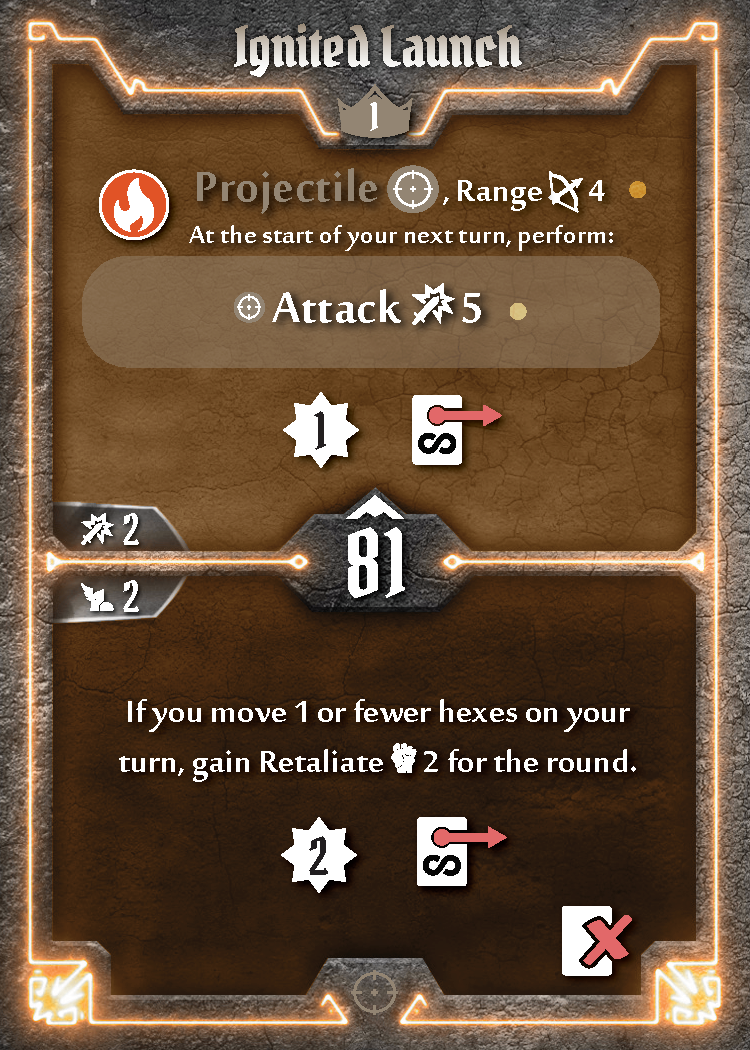 Ignited Launch
1
Projectile , Range 4
At the start of your next turn, perform:
Attack 5
1
S
2
81
2
If you move 1 or fewer hexes on your
turn, gain Retaliate 2 for the round.
2
S